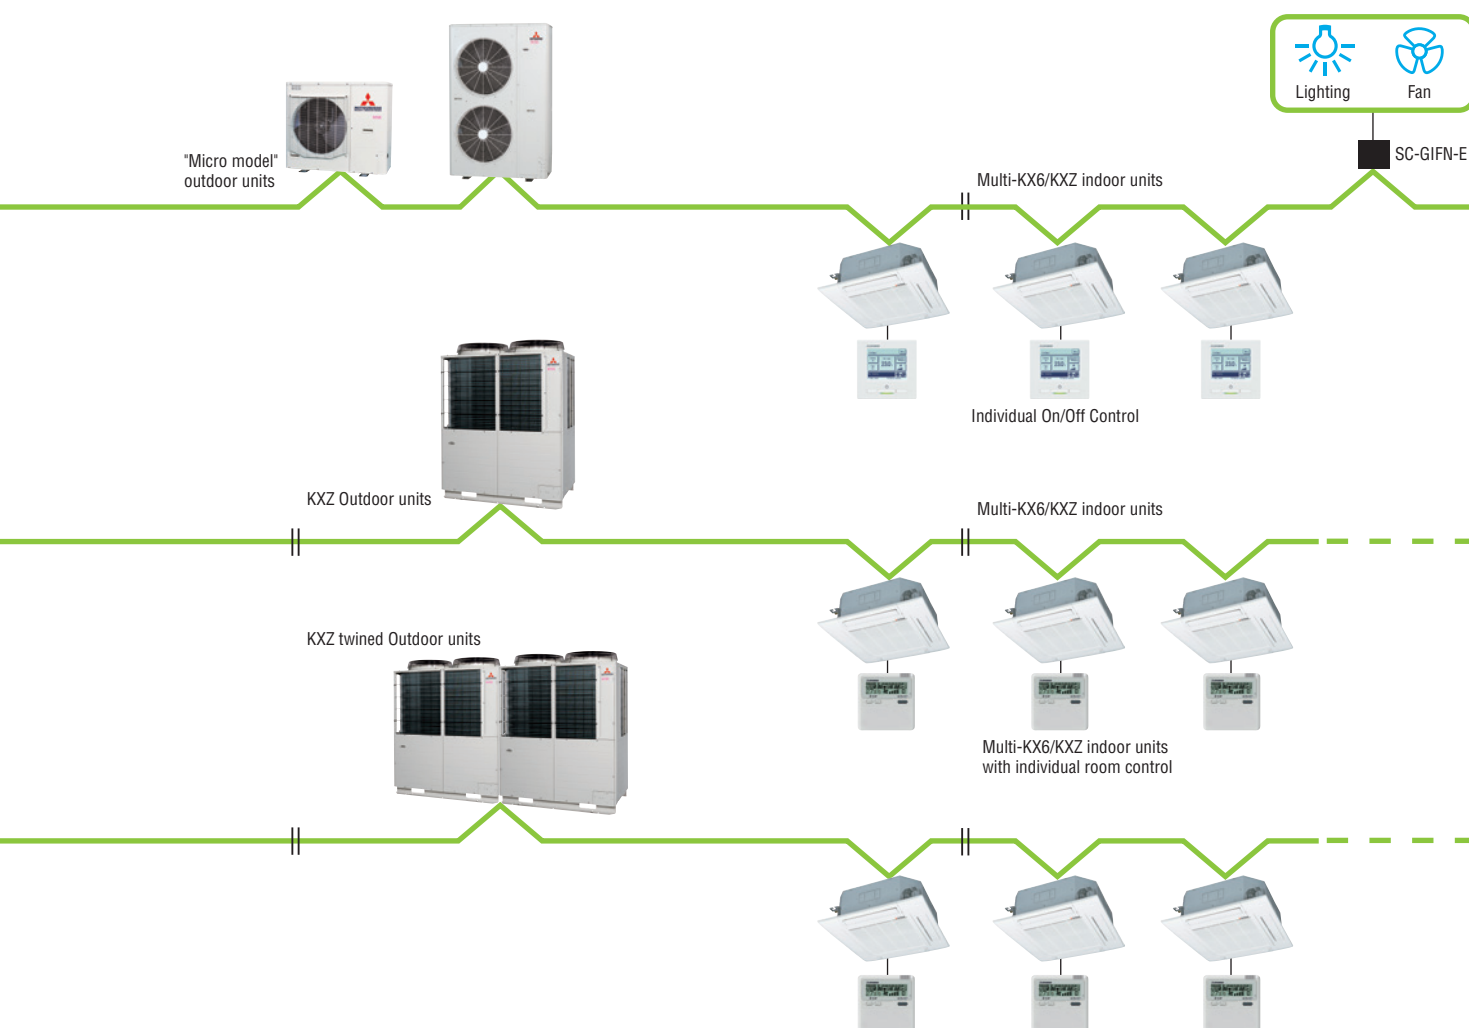 Lighting Fan
"Micro model"
outdoor units
SC-GIFN-E
Multi-KX6/KXZ indoor units
Individual On/Off Control
KXZ Outdoor units
Multi-KX6/KXZ indoor units
KXZ twined Outdoor units
Multi-KX6/KXZ indoor units
with individual room control